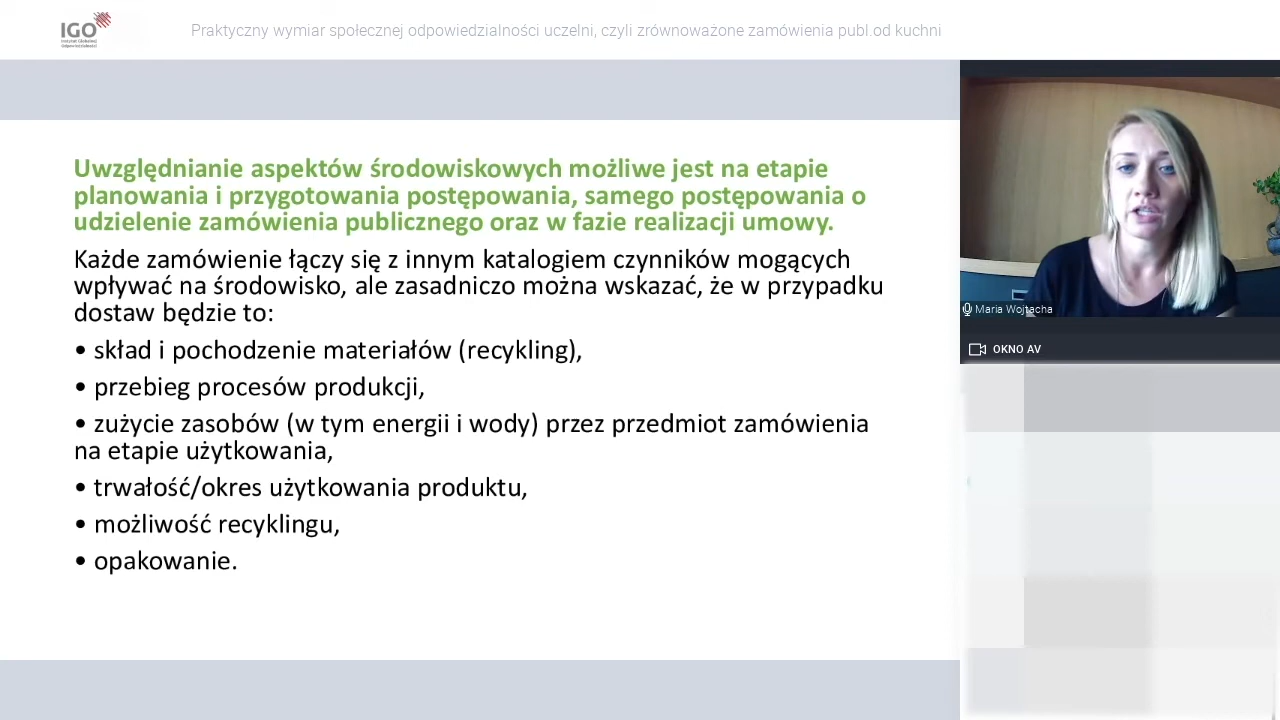 IGO
Instytut Globalnej
Odpowiedzialności
Praktyczny wymiar społecznej odpowiedzialności uczelni, czyli zrównoważone zamówienia publ.od kuchni
Uwzględnianie aspektów środowiskowych możliwe jest na etapie
planowania i przygotowania postępowania, samego postępowania o
udzielenie zamówienia publicznego oraz w fazie realizacji umowy.
Każde zamówienie łączy się z innym katalogiem czynników mogących
wpływać na środowisko, ale zasadniczo można wskazać, że w przypadku
dostaw będzie to:
• skład i pochodzenie materiałów (recykling),
• przebieg procesów produkcji,
• zużycie zasobów (w tym energii i wody) przez przedmiot zamówienia
na etapie użytkowania,
• trwałość/okres użytkowania produktu,
• możliwość recyklingu,
• opakowanie.
Maria Wojtacha
OKNO AV